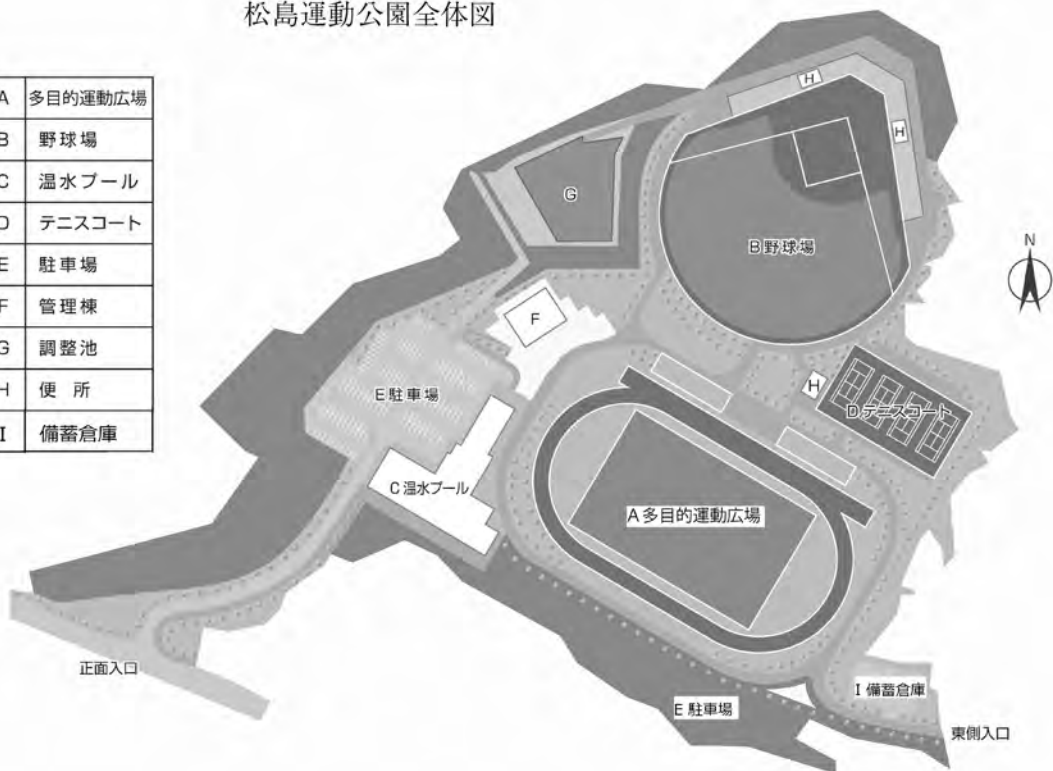 松島運動公園全体図
A 多目的運動広場
B 野球場
C 温水プール
D テニスコート
E 駐車場
F 管理棟
G 調整池
H 便 所
I 備蓄倉庫
H
H
G
B野球場
N
F
E駐車場
H
Dテニスコート
C温水プール
A多目的運動広場
正面入口
I 備蓄倉庫
E 駐車場
東側入口